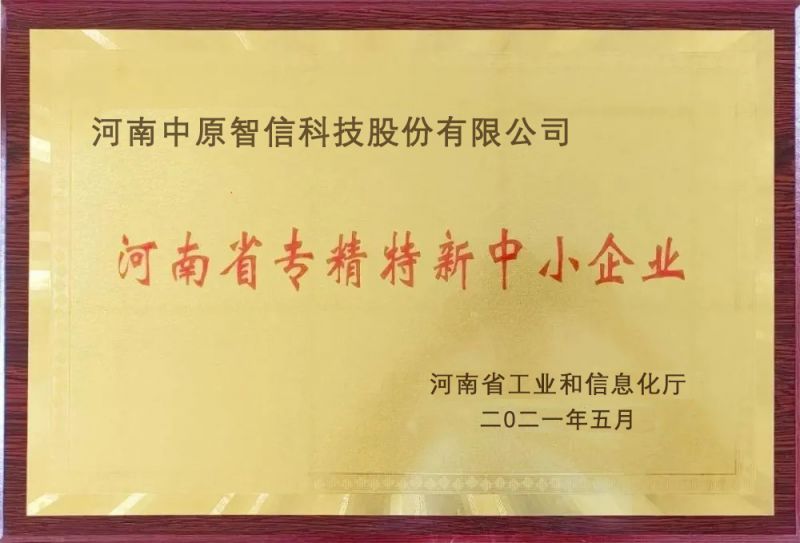 河南中原智信科技股份有限公司
河南省专精特新中小企业
河南省工业和信息化厅
二〇二一年五月